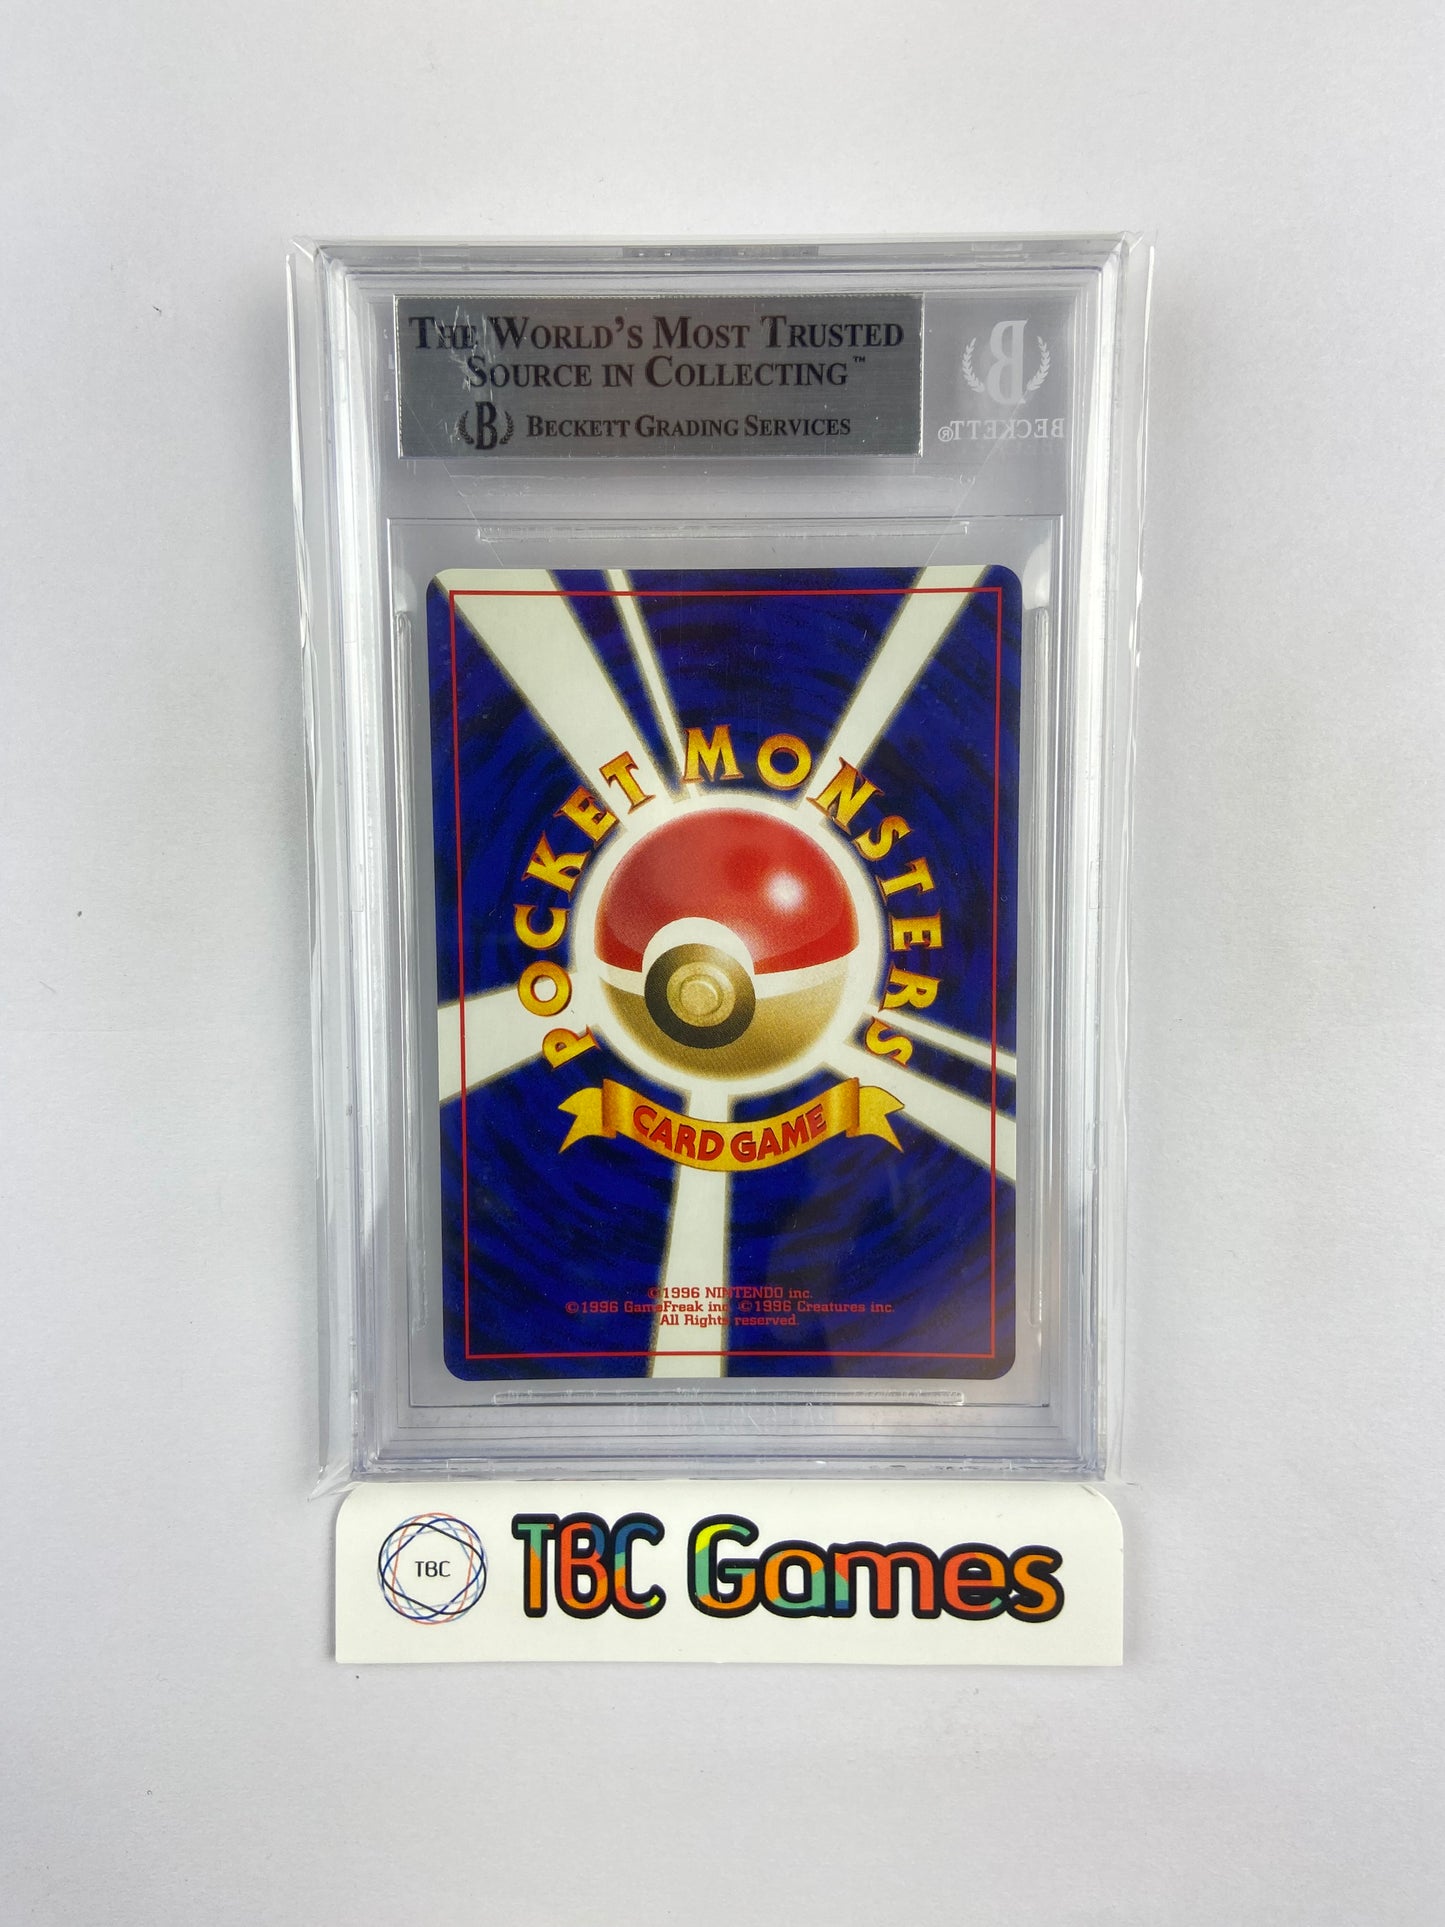 THE WORLD'S MOST TRUSTED
SOURCE IN COLLECTING™
B BECKETT GRADING SERVICES
B
BECKETT®
POCKET MONSTERS
CARD GAME
©1996 NINTENDO inc.
©1996 GameFreak inc. ©1996 Creatures inc.
All Rights reserved.
TBC
TBC Games